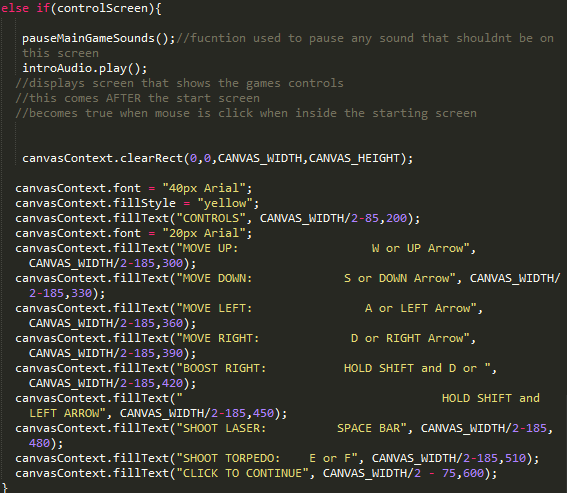 else if(controlScreen){
pauseMainGameSounds();//fucntion used to pause any sound that shouldnt be on
this screen
introAudio.play();
//displays screen that shows the games controls
//this comes AFTER the start screen
//becomes true when mouse is click when inside the starting screen
canvasContext.clearRect(0,0,CANVAS_WIDTH,CANVAS_HEIGHT);
canvasContext.font = "40px Arial";
canvasContext.fillStyle = "yellow";
canvasContext.fillText("CONTROLS", CANVAS_WIDTH/2-85,200);
canvasContext.font = "20px Arial";
canvasContext.fillText("MOVE UP:                   W or UP Arrow",
CANVAS_WIDTH/2-185,300);
canvasContext.fillText("MOVE DOWN:             S or DOWN Arrow", CANVAS_WIDTH/
2-185,330);
canvasContext.fillText("MOVE LEFT:                A or LEFT Arrow",
CANVAS_WIDTH/2-185,360);
canvasContext.fillText("MOVE RIGHT:             D or RIGHT Arrow",
CANVAS_WIDTH/2-185,390);
canvasContext.fillText("BOOST RIGHT:           HOLD SHIFT and D or ",
CANVAS_WIDTH/2-185,420);
canvasContext.fillText("                                     HOLD SHIFT and
LEFT ARROW", CANVAS_WIDTH/2-185,450);
canvasContext.fillText("SHOOT LASER:          SPACE BAR", CANVAS_WIDTH/2-185,
480);
canvasContext.fillText("SHOOT TORPEDO:    E or F", CANVAS_WIDTH/2-185,510);
canvasContext.fillText("CLICK TO CONTINUE", CANVAS_WIDTH/2 - 75,600);
}